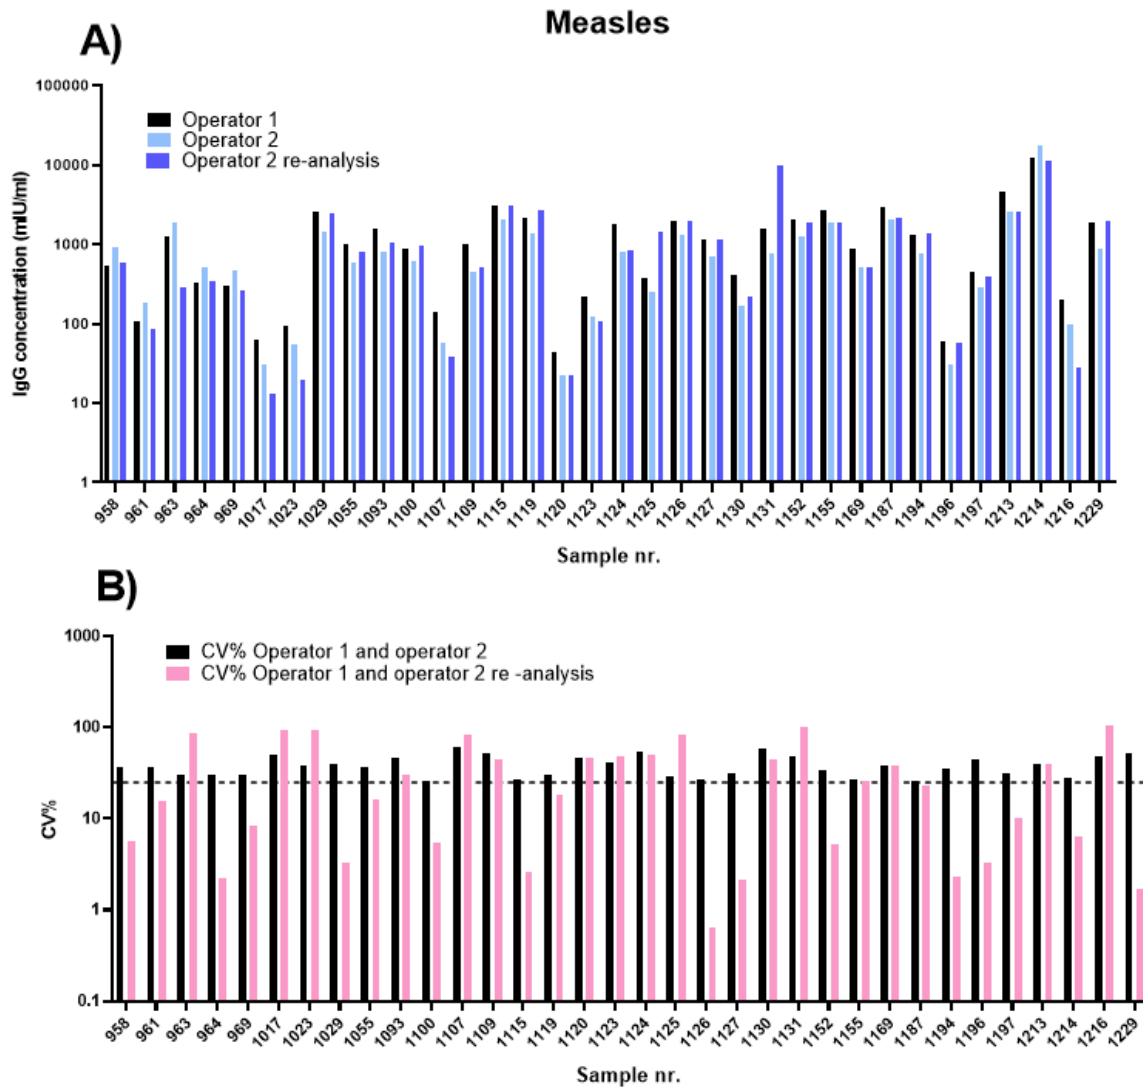 Measles
A)
100000
10000
1000
100
10
1
IgG concentration (mIU/ml)
Operator 1
Operator 2
Operator 2 re-analysis
958 961 963 964 969 1017 1023 1029 1055 1093 1100 1107 1109 1115 1119 1120 1123 1124 1125 1126 1127 1130 1131 1152 1155 1169 1187 1194 1196 1197 1213 1214 1216 1229
Sample nr.
B)
1000
100
10
1
0.1
CV%
CV% Operator 1 and operator 2
CV% Operator 1 and operator 2 re -analysis
958 961 963 964 969 1017 1023 1029 1055 1093 1100 1107 1109 1115 1119 1120 1123 1124 1125 1126 1127 1130 1131 1152 1155 1169 1187 1194 1196 1197 1213 1214 1216 1229
Sample nr.